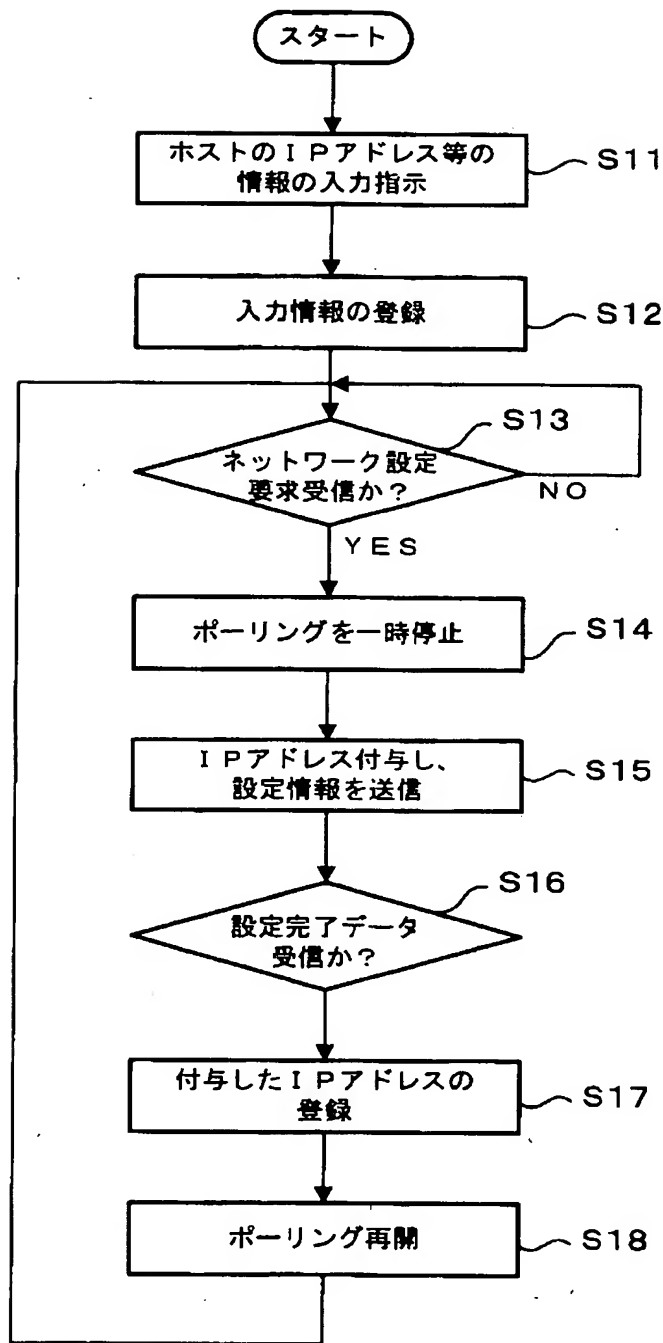 スタート
ホストのIPアドレス等の
情報の入力指示
S11
入力情報の登録
S12
S13
ネットワーク設定
要求受信か?
NO
YES
ポーリングを一時停止
S14
IPアドレス付与し、
設定情報を送信
S15
S16
設定完了データ
受信か?
付与したIPアドレスの
登録
S17
ポーリング再開
S18